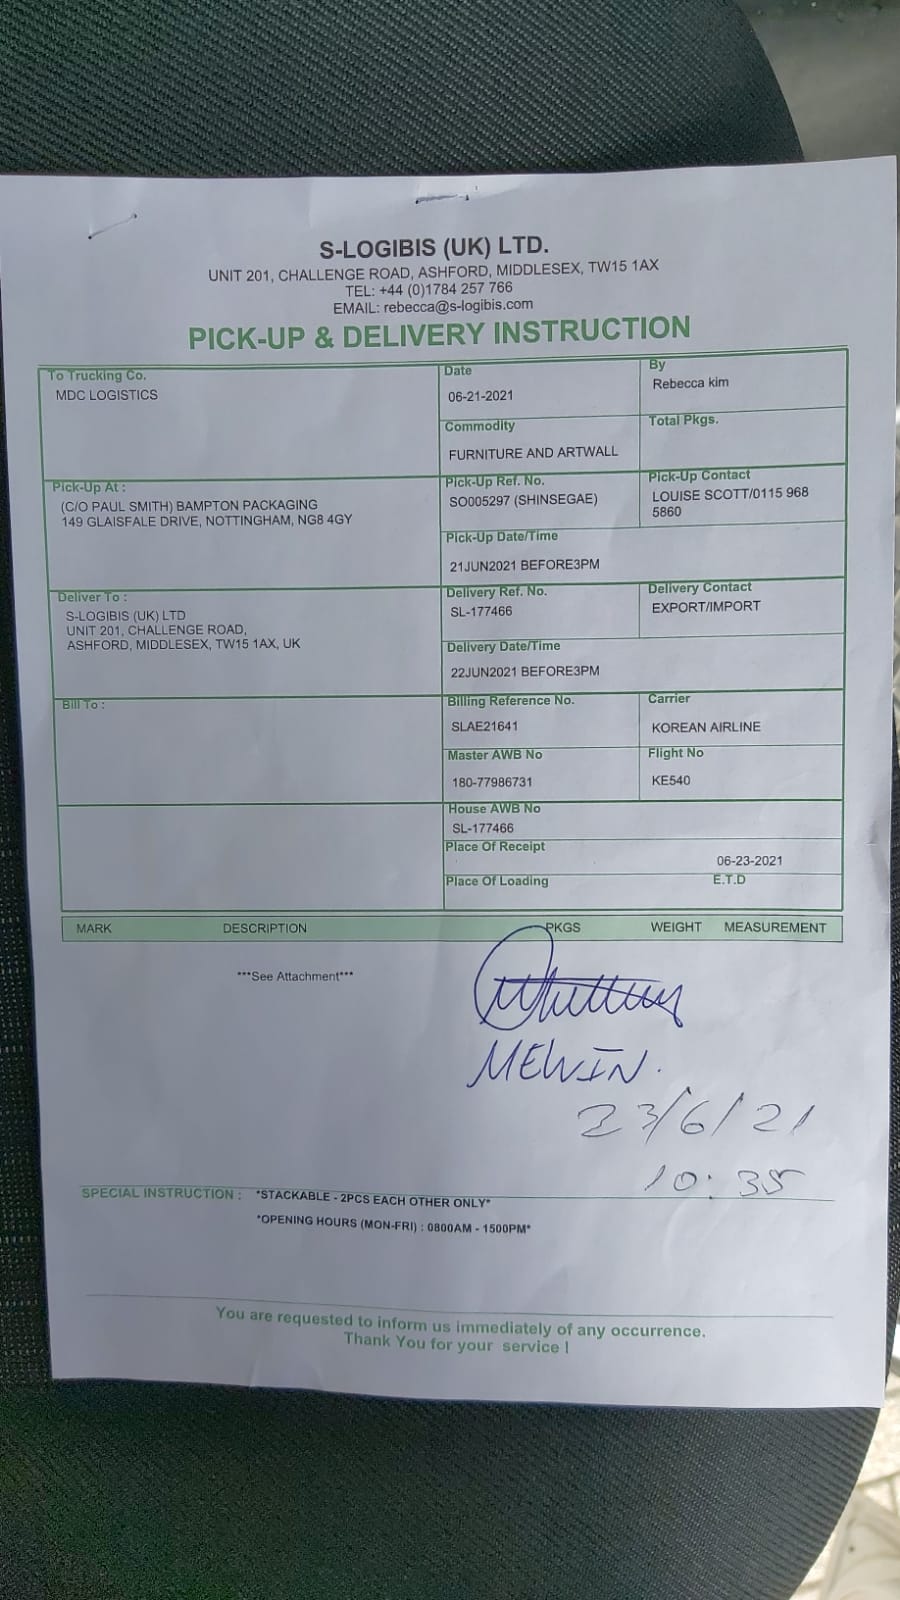 S-LOGIBIS (UK) LTD.
UNIT 201, CHALLENGE ROAD, ASHFORD, MIDDLESEX, TW15 1AX
TEL: +44 (0)1784 257 766
EMAIL: rebecca@s-logibis.com
PICK-UP & DELIVERY INSTRUCTION
To Trucking Co.
MDC LOGISTICS
Date
06-21-2021
By
Rebecca kim
Commodity
FURNITURE AND ARTWALL
Total Pkgs.
Pick-Up At :
(C/O PAUL SMITH) BAMPTON PACKAGING
149 GLAISFALE DRIVE, NOTTINGHAM, NG8 4GY
Pick-Up Ref. No.
SO005297 (SHINSEGAE)
Pick-Up Contact
LOUISE SCOTT/0115 968
5860
Pick-Up Date/Time
21JUN2021 BEFORE3PM
Deliver To :
S-LOGIBIS (UK) LTD
UNIT 201, CHALLENGE ROAD,
ASHFORD, MIDDLESEX, TW15 1AX, UK
Delivery Ref. No.
SL-177466
Delivery Contact
EXPORT/IMPORT
Delivery Date/Time
22JUN2021 BEFORE3PM
Bill To :
Billing Reference No.
SLAE21641
Carrier
KOREAN AIRLINE
Master AWB No
180-77986731
Flight No
KE540
House AWB No
SL-177466
Place Of Receipt
06-23-2021
Place Of Loading
E.T.D
MARK DESCRIPTION PKGS WEIGHT MEASUREMENT
***See Attachment***
MEWIN.
23/6/21
10:35
SPECIAL INSTRUCTION : *STACKABLE - 2PCS EACH OTHER ONLY*
*OPENING HOURS (MON-FRI) : 0800AM - 1500PM*
You are requested to inform us immediately of any occurrence.
Thank You for your service !